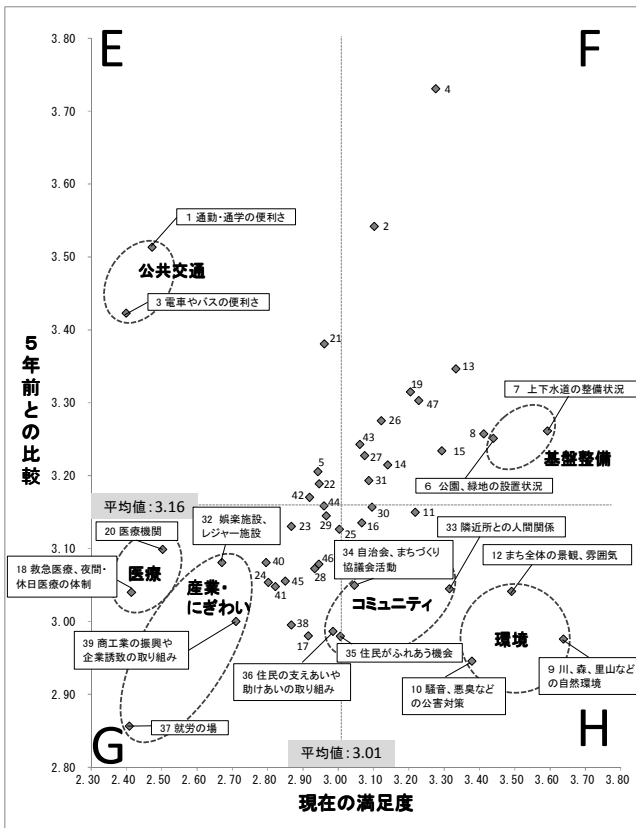 E
F
3.80
3.70
3.60
3.50
3.40
3.30
3.20
3.10
3.00
2.90
2.80
5年前との比較
4
2
1 通勤・通学の便利さ
公共交通
3 電車やバスの便利さ
21
13
19
47
7 上下水道の整備状況
26
8
43
15
基盤整備
27
14
5
6 公園、緑地の設置状況
22
31
42
44
平均値：3.16
30
11
29
16
23
25
20 医療機関
32 娯楽施設、
レジャー施設
33 隣近所との人間関係
34 自治会、まちづくり
協議会活動
12 まち全体の景観、雰囲気
18 救急医療、夜間・
休日医療の体制
医療
40
46
24
45
28
41
産業・
にぎわい
コミュニティ
38
17
環境
39 商工業の振興や
企業誘致の取り組み
35 住民がふれあう機会
36 住民の支えあいや
助けあいの取り組み
9 川、森、里山など
の自然環境
10 騒音、悪臭など
の公害対策
37 就労の場
G
H
平均値：3.01
2.30
2.40
2.50
2.60
2.70
2.80
2.90
3.00
3.10
3.20
3.30
3.40
3.50
3.60
3.70
3.80
現在の満足度